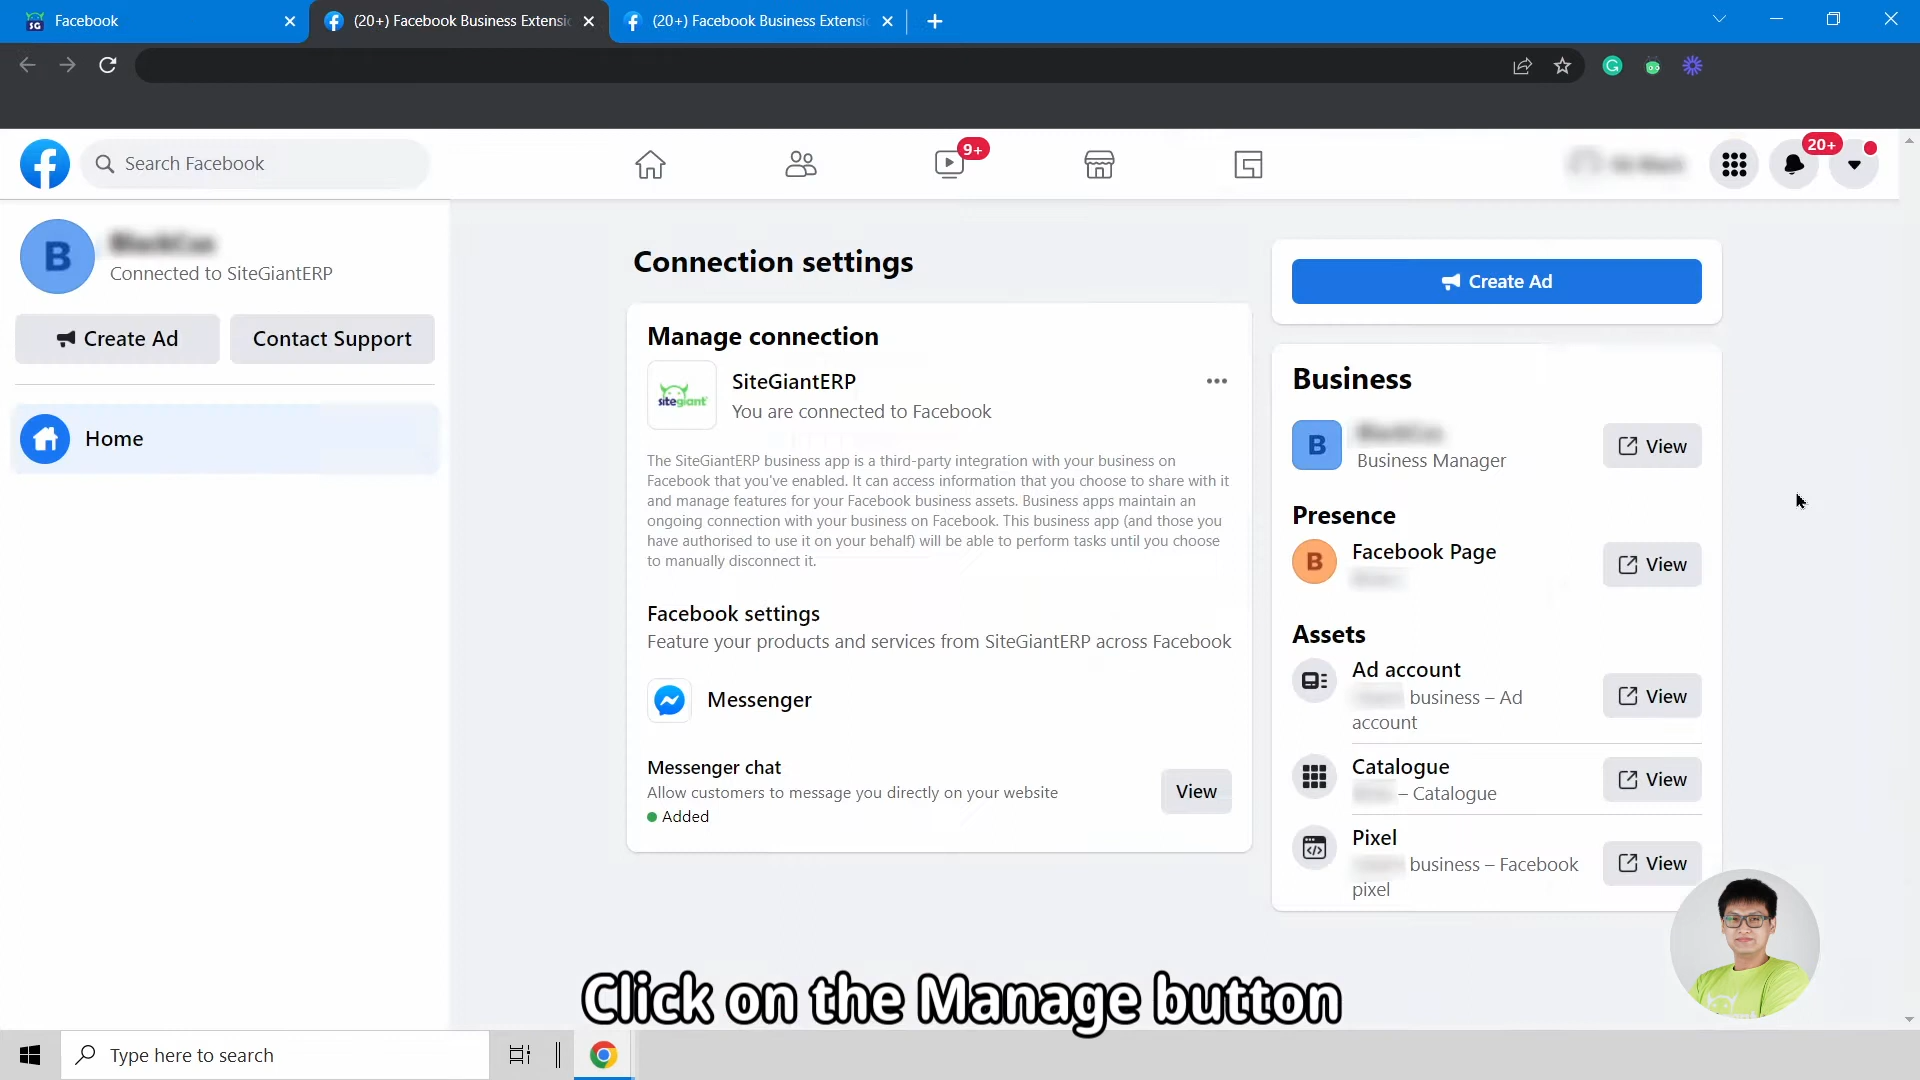 Facebook
(20+) Facebook Business Extensi
(20+) Facebook Business Extensi
Search Facebook
9+
20+
B
Connected to SiteGiantERP
Create Ad
Contact Support
Home
Connection settings
Manage connection
sitegiant
SiteGiantERP
You are connected to Facebook
The SiteGiantERP business app is a third-party integration with your business on
Facebook that you've enabled. It can access information that you choose to share with it
and manage features for your Facebook business assets. Business apps maintain an
ongoing connection with your business on Facebook. This business app (and those you
have authorised to use it on your behalf) will be able to perform tasks until you choose
to manually disconnect it.
Facebook settings
Feature your products and services from SiteGiantERP across Facebook
Messenger
Messenger chat
Allow customers to message you directly on your website
Added
View
Create Ad
Business
B
Business Manager
View
Presence
B
Facebook Page
View
Assets
Ad account
business – Ad
account
View
Catalogue
– Catalogue
View
Pixel
business – Facebook
pixel
View
Click on the Manage button
Type here to search